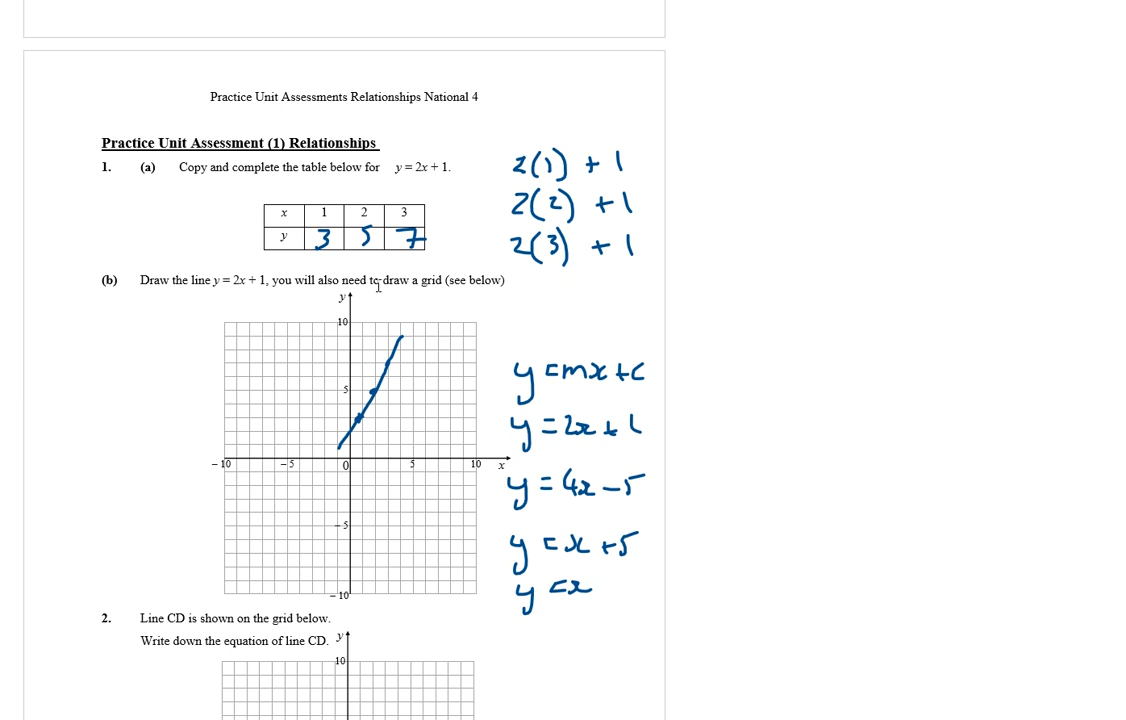 Practice Unit Assessments Relationships National 4
Practice Unit Assessment (1) Relationships
1. (a) Copy and complete the table below for y = 2x + 1.
x 1 2 3
y 3 5 7
2(1) + 1
2(2) + 1
2(3) + 1
(b) Draw the line y = 2x + 1, you will also need to draw a grid (see below)
y
10
5
– 10 – 5 0 5 10 x
– 5
– 10
y = mx + c
y = 2x + 1
y = 4x – 5
y = x + 5
y = x
2. Line CD is shown on the grid below.
Write down the equation of line CD.
y
10